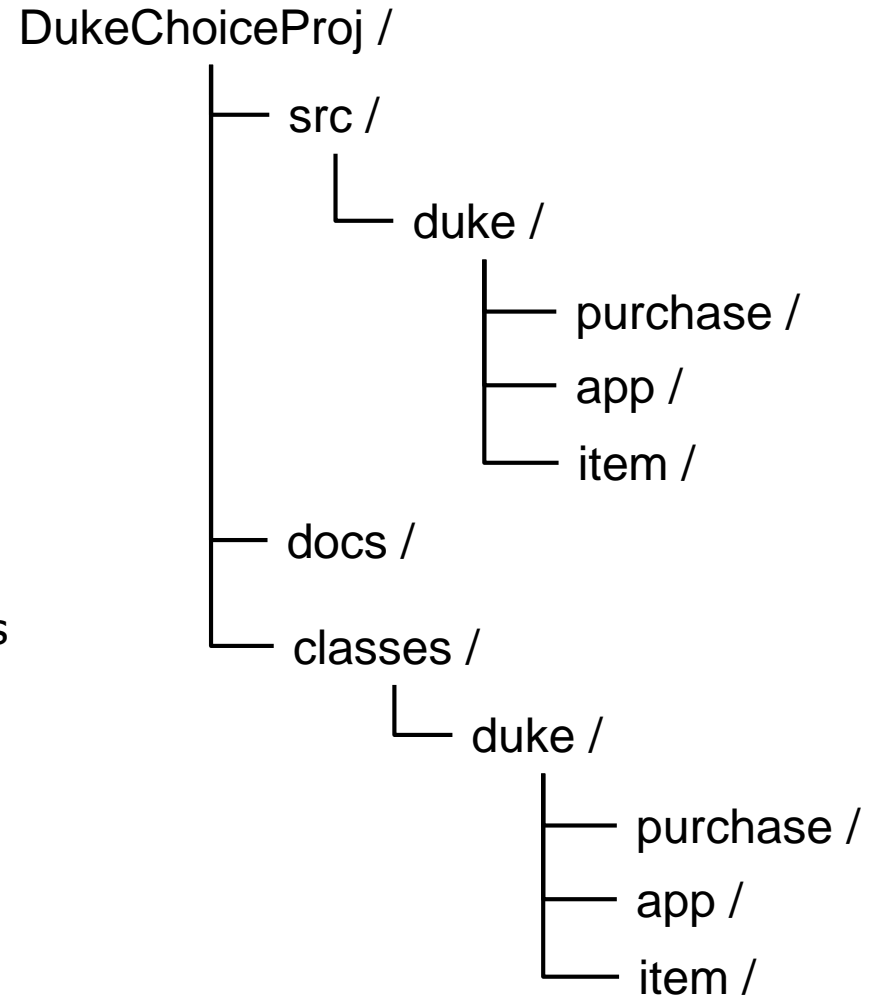 DukeChoiceProj /
src /
duke /
purchase /
app /
item /
docs /
s
classes /
duke /
purchase /
app /
item /